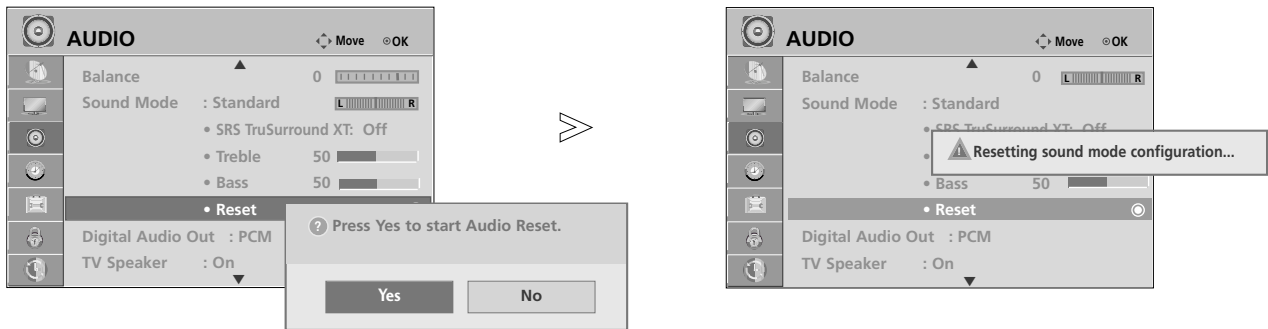 AUDIO
Move
OK
Balance 0
Sound Mode : Standard L R
• SRS TruSurround XT: Off
• Treble 50
• Bass 50
• Reset
Digital Audio Out : PCM
TV Speaker : On
? Press Yes to start Audio Reset.
Yes
No
AUDIO
Move
OK
Balance 0 L R
Sound Mode : Standard
• SRS TruSurround XT: Off
! Resetting sound mode configuration...
• Bass 50
• Reset
Digital Audio Out : PCM
TV Speaker : On